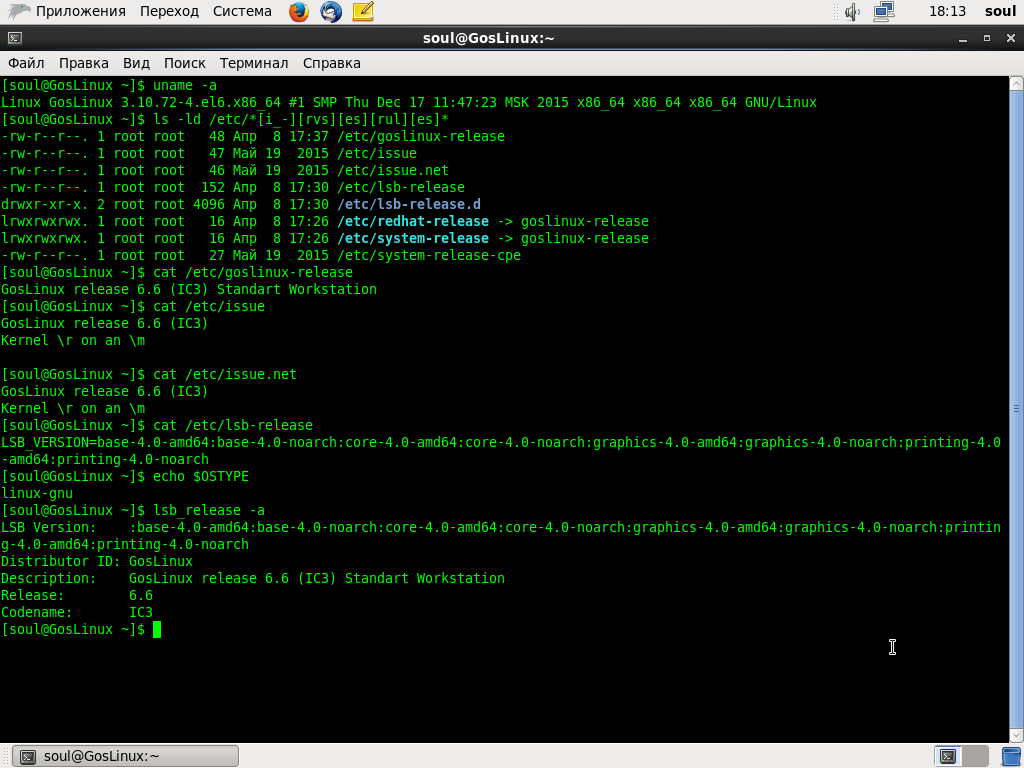 Приложения Переход Система 18:13 soul
soul@GosLinux:~
Файл Правка Вид Поиск Терминал Справка
[soul@GosLinux ~]$ uname -a
Linux GosLinux 3.10.72-4.el6.x86_64 #1 SMP Thu Dec 17 11:47:23 MSK 2015 x86_64 x86_64 x86_64 GNU/Linux
[soul@GosLinux ~]$ ls -ld /etc/*[i_-][rvs][es][rul][es]*
-rw-r--r--. 1 root root   48 Апр  8 17:37 /etc/goslinux-release
-rw-r--r--. 1 root root   47 Май 19  2015 /etc/issue
-rw-r--r--. 1 root root   46 Май 19  2015 /etc/issue.net
-rw-r--r--. 1 root root  152 Апр  8 17:30 /etc/lsb-release
drwxr-xr-x. 2 root root 4096 Апр  8 17:30 /etc/lsb-release.d
lrwxrwxrwx. 1 root root   16 Апр  8 17:26 /etc/redhat-release -> goslinux-release
lrwxrwxrwx. 1 root root   16 Апр  8 17:26 /etc/system-release -> goslinux-release
-rw-r--r--. 1 root root   27 Май 19  2015 /etc/system-release-cpe
[soul@GosLinux ~]$ cat /etc/goslinux-release
GosLinux release 6.6 (IC3) Standart Workstation
[soul@GosLinux ~]$ cat /etc/issue
GosLinux release 6.6 (IC3)
Kernel \r on an \m
[soul@GosLinux ~]$ cat /etc/issue.net
GosLinux release 6.6 (IC3)
Kernel \r on an \m
[soul@GosLinux ~]$ cat /etc/lsb-release
LSB_VERSION=base-4.0-amd64:base-4.0-noarch:core-4.0-amd64:core-4.0-noarch:graphics-4.0-amd64:graphics-4.0-noarch:printing-4.0
-amd64:printing-4.0-noarch
[soul@GosLinux ~]$ echo $OSTYPE
linux-gnu
[soul@GosLinux ~]$ lsb_release -a
LSB Version:    :base-4.0-amd64:base-4.0-noarch:core-4.0-amd64:core-4.0-noarch:graphics-4.0-amd64:graphics-4.0-noarch:printin
g-4.0-amd64:printing-4.0-noarch
Distributor ID: GosLinux
Description:    GosLinux release 6.6 (IC3) Standart Workstation
Release:        6.6
Codename:       IC3
[soul@GosLinux ~]$
soul@GosLinux:~